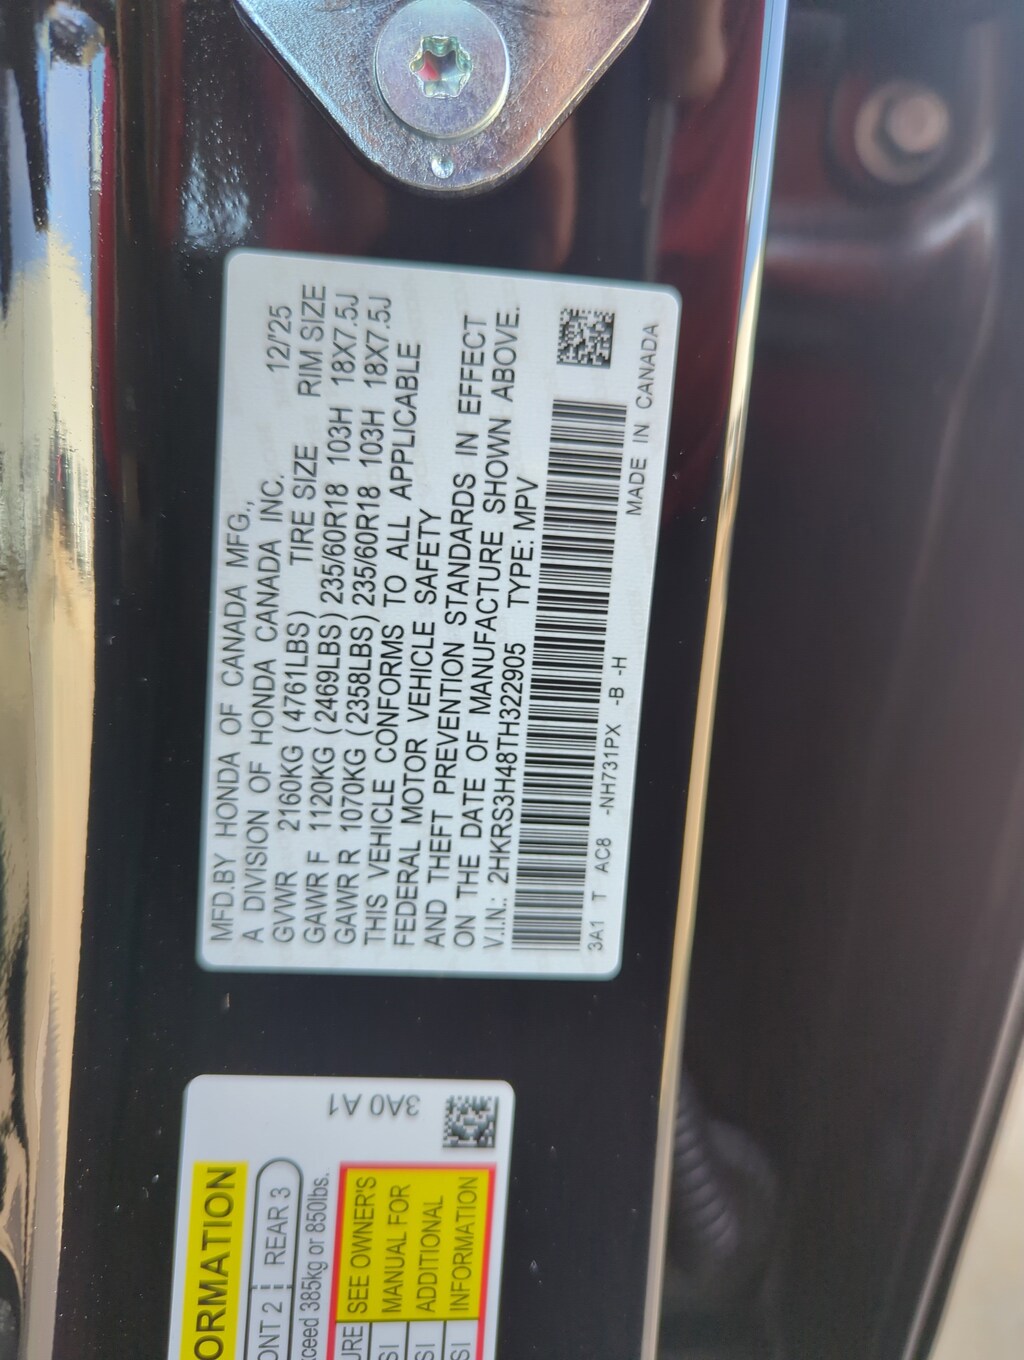 MFD.BY HONDA OF CANADA MFG.,
A DIVISION OF HONDA CANADA INC. 12/'25
GVWR 2160KG (4761LBS) TIRE SIZE RIM SIZE
GAWR F 1120KG (2469LBS) 235/60R18 103H 18X7.5J
GAWR R 1070KG (2358LBS) 235/60R18 103H 18X7.5J
THIS VEHICLE CONFORMS TO ALL APPLICABLE
FEDERAL MOTOR VEHICLE SAFETY
AND THEFT PREVENTION STANDARDS IN EFFECT
ON THE DATE OF MANUFACTURE SHOWN ABOVE.
V.I.N.: 2HKRS3H48TH322905 TYPE: MPV
3A1 T AC8 -NH731PX -B -H MADE IN CANADA
3A0 A1
ORMATION
ONT 2 REAR 3
xceed 385kg or 850lbs.
URE SEE OWNER'S
SI MANUAL FOR
SI ADDITIONAL
SI INFORMATION